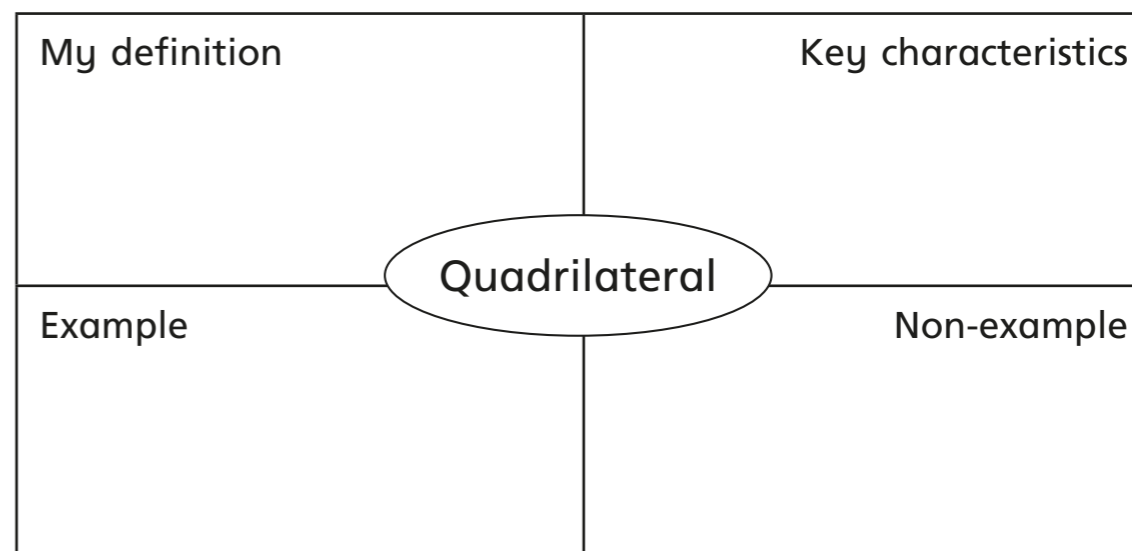 My definition
Key characteristics
Quadrilateral
Example
Non-example